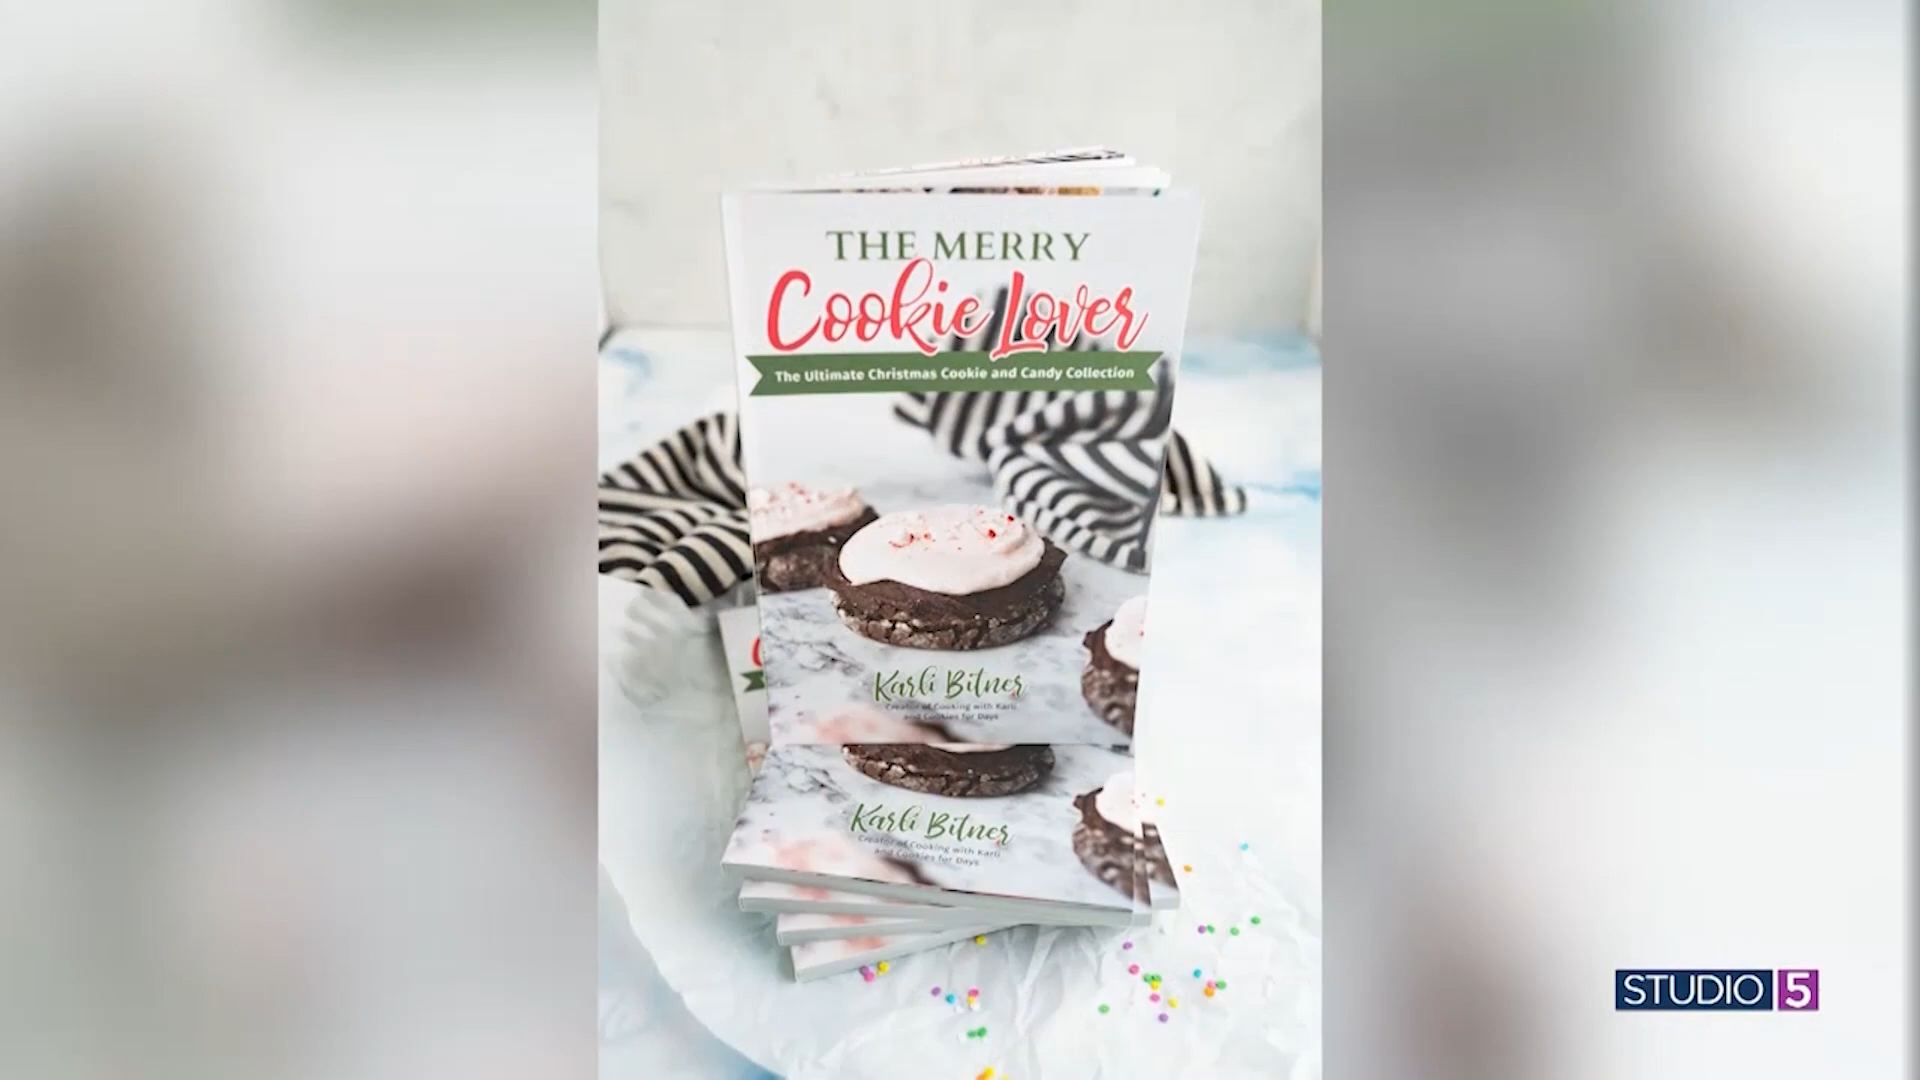 THE MERRY
Cookie Lover
The Ultimate Christmas Cookie and Candy Collection
Karli Bitner
Creator of Cooking with Karli
and Cookies for Days
Karli Bitner
Creator of Cooking with Karli
and Cookies for Days
STUDIO 5